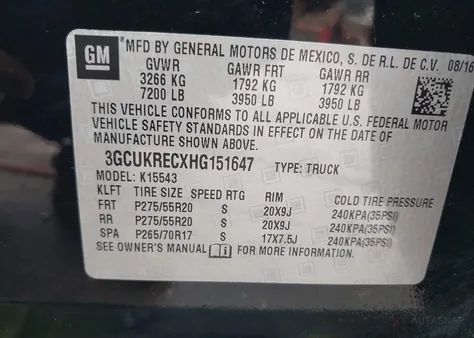 GM
MFD BY GENERAL MOTORS DE MEXICO, S. DE R.L. DE C.V. 08/16
GVWR GAWR FRT GAWR RR
3266 KG 1792 KG 1792 KG
7200 LB 3950 LB 3950 LB
THIS VEHICLE CONFORMS TO ALL APPLICABLE U.S. FEDERAL MOTOR
VEHICLE SAFETY STANDARDS IN EFFECT ON THE DATE OF
MANUFACTURE SHOWN ABOVE.
3GCUKRECXHG151647 TYPE: TRUCK
MODEL: K15543
KLFT TIRE SIZE SPEED RTG RIM COLD TIRE PRESSURE
FRT P275/55R20 S 20X9J 240KPA(35PSI)
RR P275/55R20 S 20X9J 240KPA(35PSI)
SPA P265/70R17 S 17X7.5J 240KPA(35PSI)
SEE OWNER'S MANUAL FOR MORE INFORMATION.
AUTOSNAP